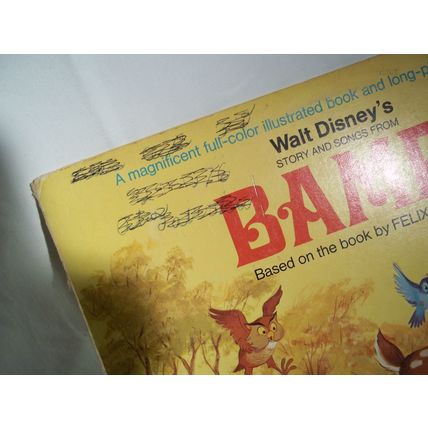 A magnificent full-color illustrated book and long-p
Walt Disney's
STORY AND SONGS FROM
BAM
Based on the book by FELIX